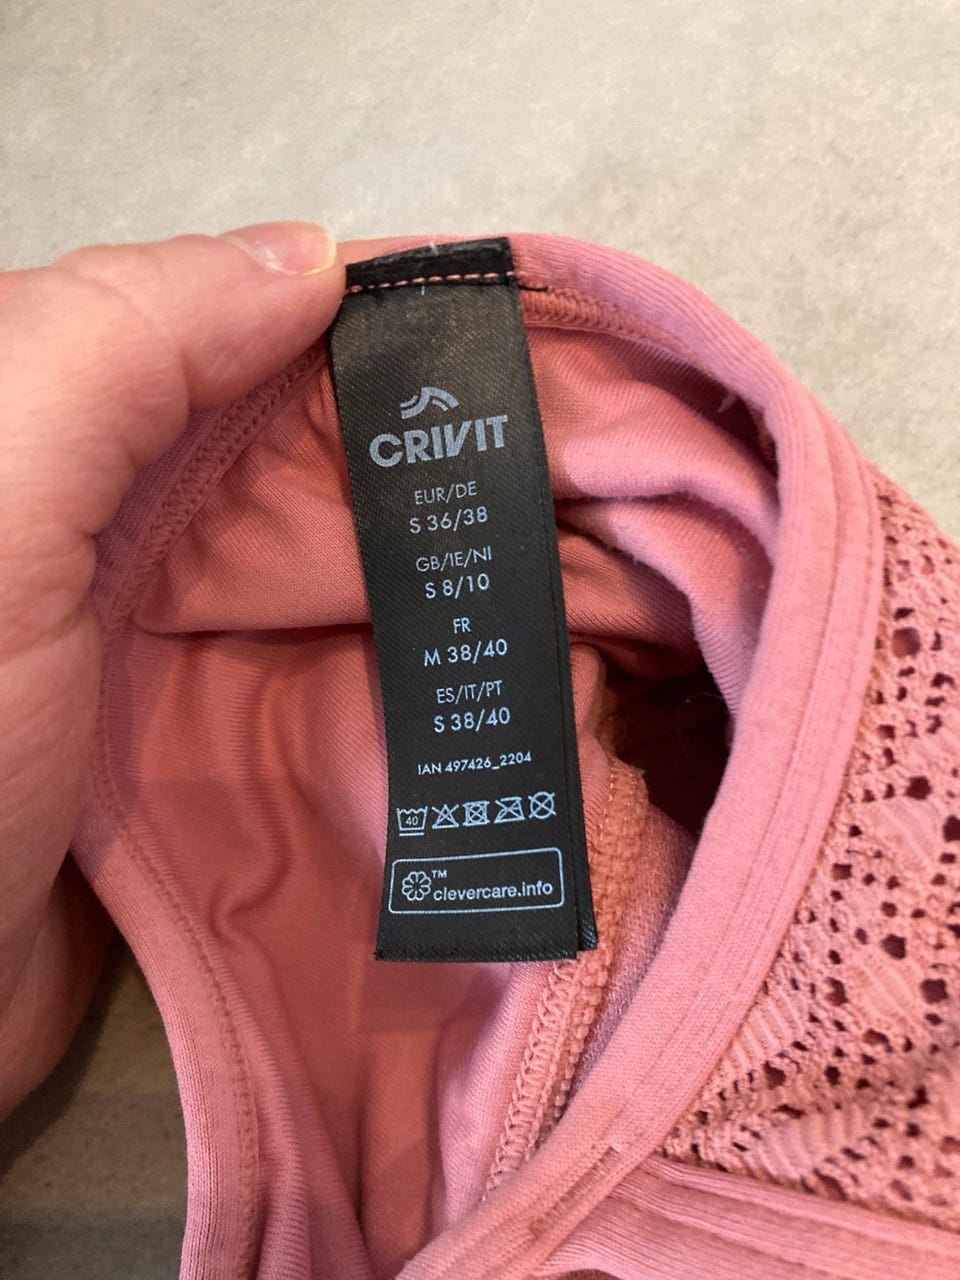 CRIVIT
EUR/DE
S 36/38
GB/IE/NI
S 8/10
FR
M 38/40
ES/IT/PT
S 38/40
IAN 497426_2204
40
™
clevercare.info